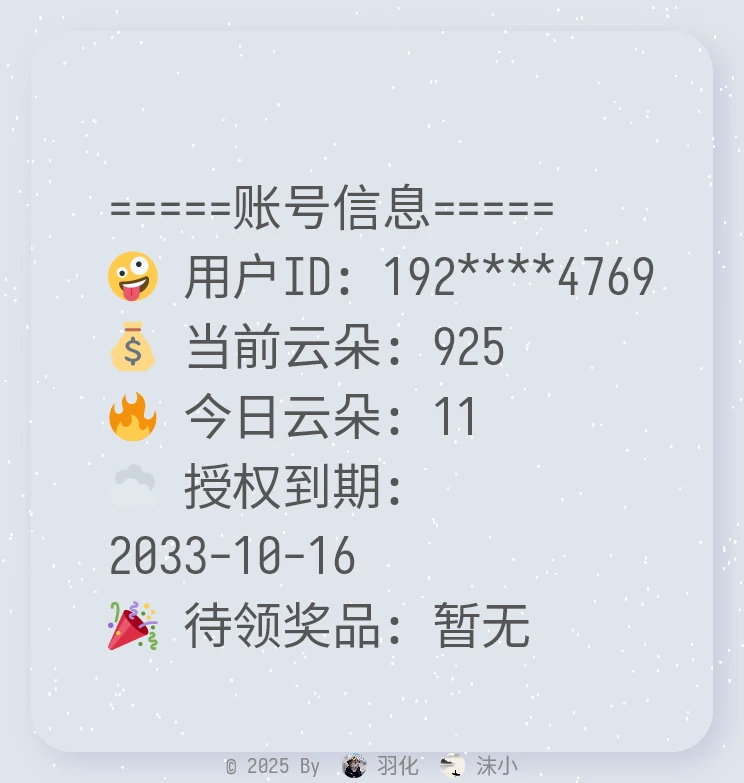 =====账号信息=====
🤪 用户ID: 192****4769
💰 当前云朵: 925
🔥 今日云朵: 11
☁️ 授权到期:
2033-10-16
🎉 待领奖品: 暂无
© 2025 By 羽化 沫小